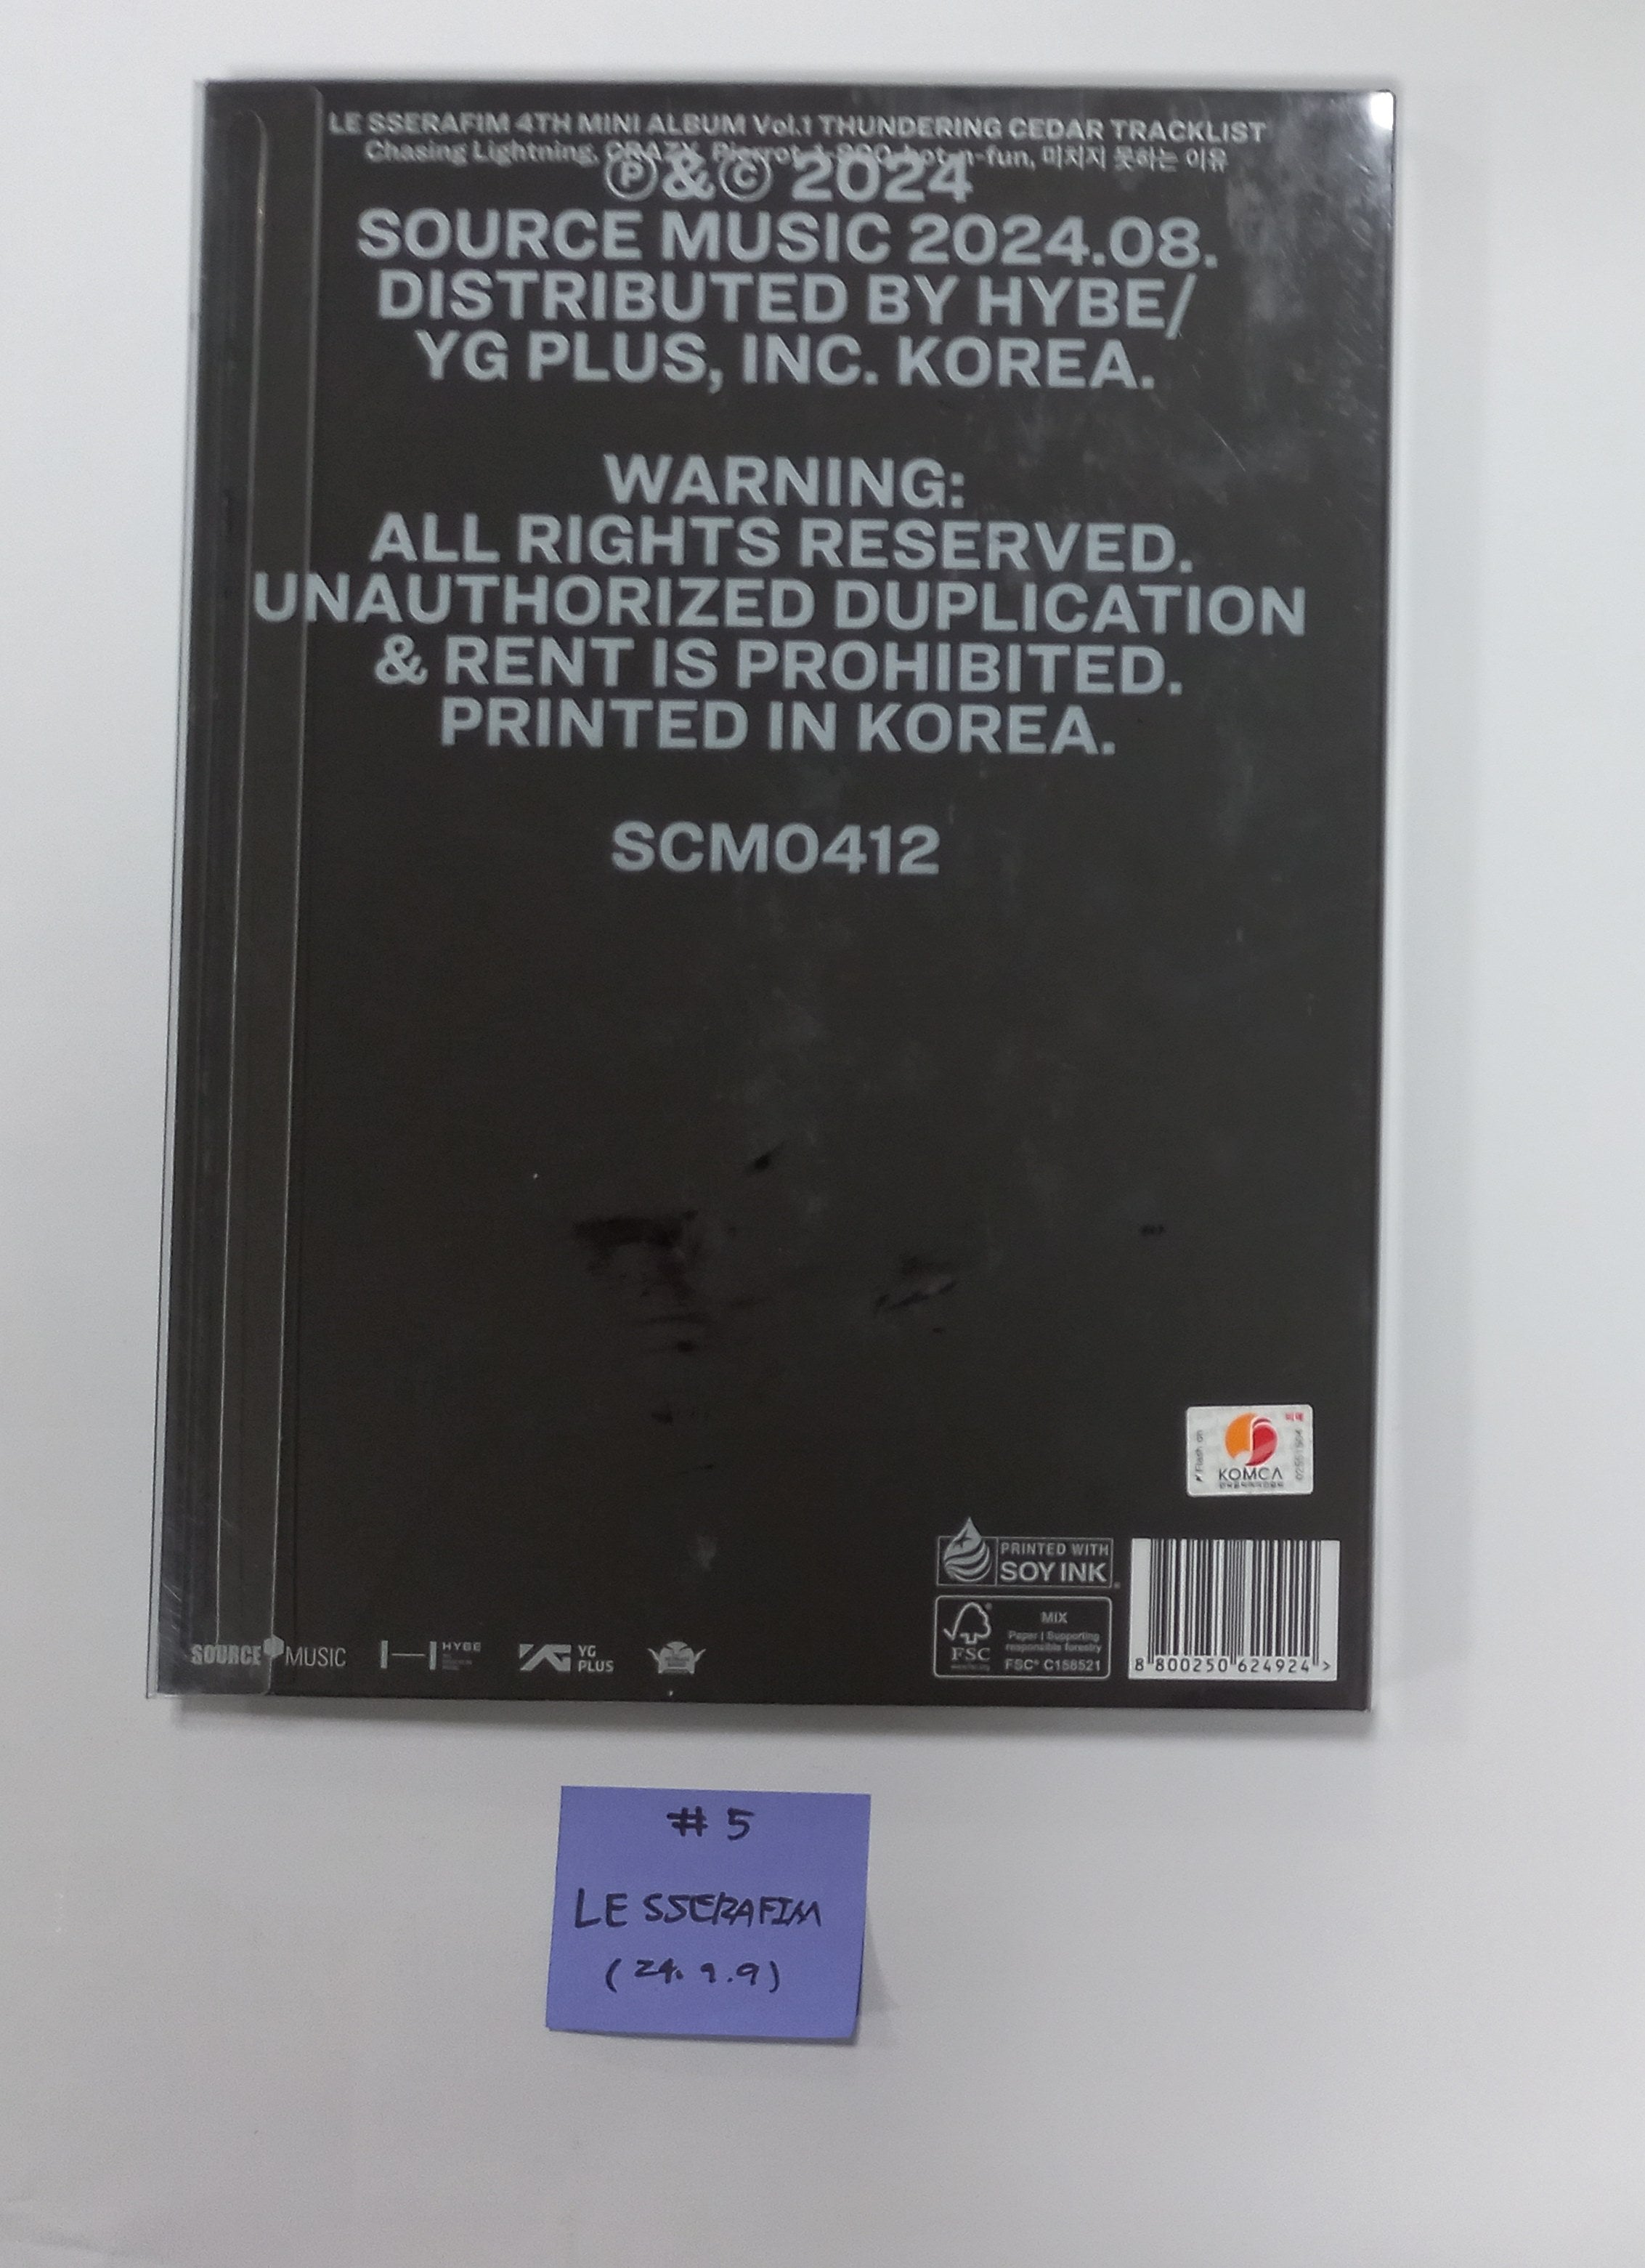 LE SSERAFIM 4TH MINI ALBUM Vol.1 THUNDERING CEDAR TRACKLIST
Chasing Lightning, CRAZY, Pierrot, 1-800-hot-n-fun, 미치지 못하는 이유
Ⓟ&Ⓒ 2024
SOURCE MUSIC 2024.08.
DISTRIBUTED BY HYBE/
YG PLUS, INC. KOREA.
WARNING:
ALL RIGHTS RESERVED.
UNAUTHORIZED DUPLICATION
& RENT IS PROHIBITED.
PRINTED IN KOREA.
SCM0412
Flash on
KOMCA
PRINTED WITH
SOY INK
MIX
Paper | Supporting
responsible forestry
FSC
FSC® C158521
8 800250 624924 >
SOURCE MUSIC
HYBE
YG
PLUS
# 5
LE SSERAFIM
(24. 9. 9)